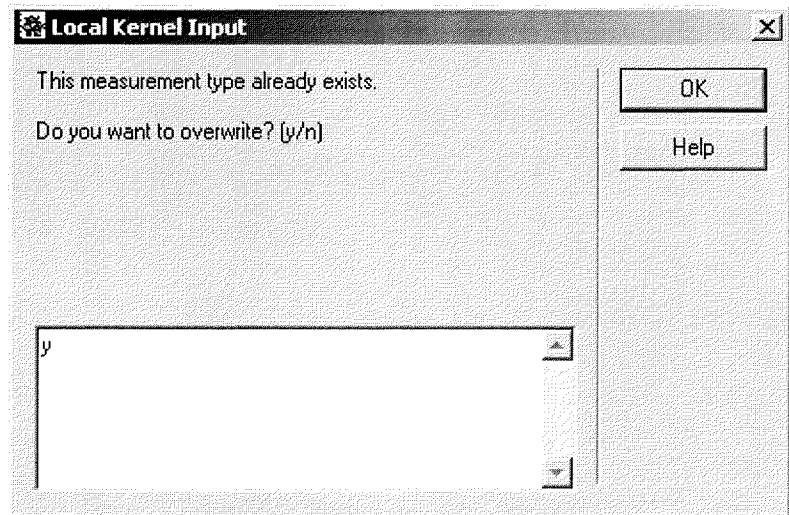 Local Kernel Input
This measurement type already exists.
Do you want to overwrite? (y/n)
OK
Help
y